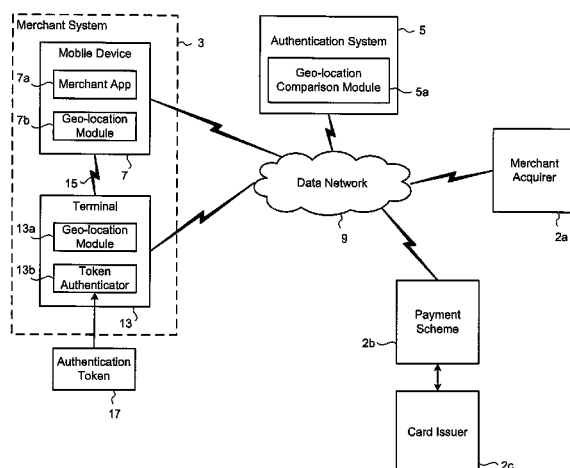 Merchant System
3
Mobile Device
7a
Merchant App
7b
Geo-location
Module
7
15
Terminal
13a
Geo-location
Module
13b
Token
Authenticator
13
Authentication
Token
17
Authentication System
5
Geo-location
Comparison Module
5a
Data Network
9
Merchant
Acquirer
2a
Payment
Scheme
2b
Card Issuer
2c